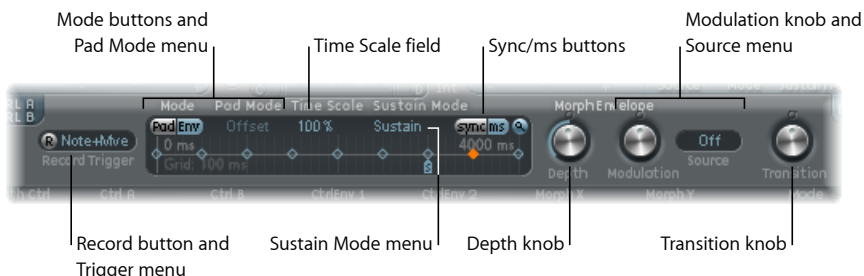 Mode buttons and
Pad Mode menu
Time Scale field
Sync/ms buttons
Modulation knob and
Source menu
Mode Pad Mode Time Scale Sustain Mode
Morph Envelope
RL A
RL B
Pad Env Offset 100 % Sustain sync ms
R Note+Mve
Record Trigger
0 ms
4000 ms
Grid: 100 ms
S
Off
Source
Depth
Modulation
Transition
Ctrl A Ctrl B CtrlEnv 1 CtrlEnv 2 Morph X Morph Y Mode
Record button and
Trigger menu
Sustain Mode menu
Depth knob
Transition knob